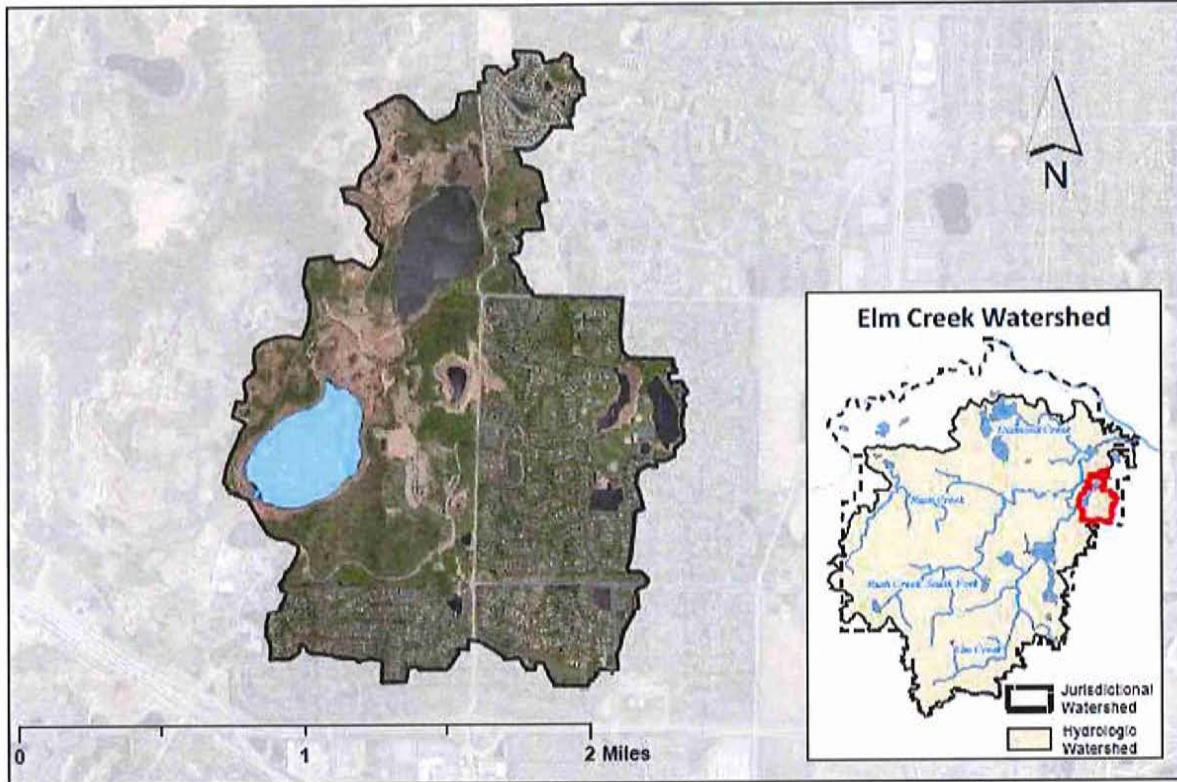 N
Elm Creek Watershed
Diamond Creek
Rush Creek
Rush Creek South Fork
Elm Creek
Jurisdictional
Watershed
Hydrologic
Watershed
0 1 2 Miles